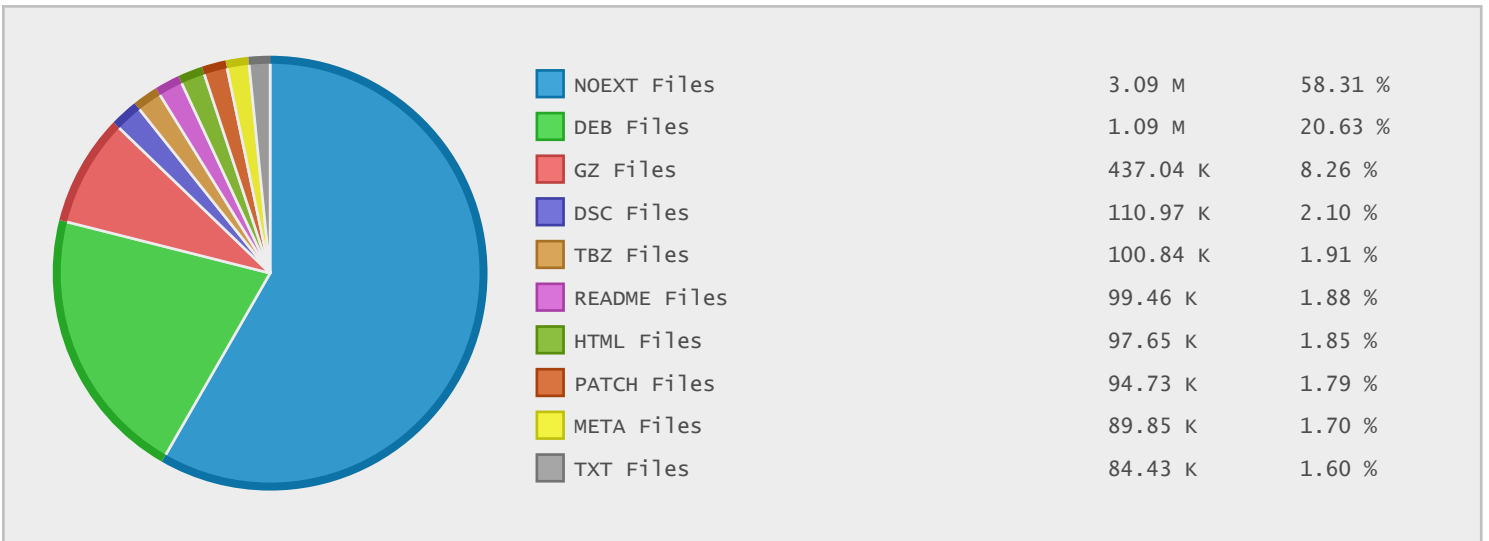 NOEXT Files 3.09 M 58.31 %
DEB Files 1.09 M 20.63 %
GZ Files 437.04 K 8.26 %
DSC Files 110.97 K 2.10 %
TBZ Files 100.84 K 1.91 %
README Files 99.46 K 1.88 %
HTML Files 97.65 K 1.85 %
PATCH Files 94.73 K 1.79 %
META Files 89.85 K 1.70 %
TXT Files 84.43 K 1.60 %